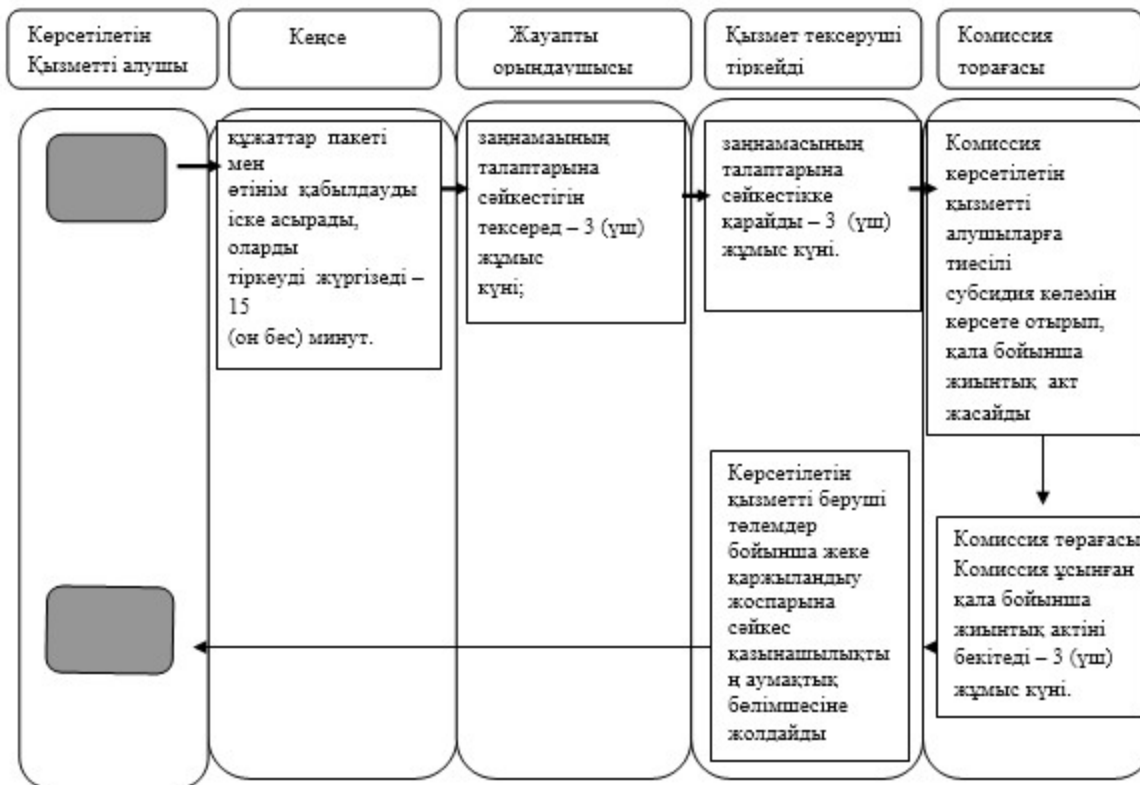 Көрсетілетін
Қызметті алушы
Кеңсе
Жауапты
орындаушысы
Қызмет тексеруші
тіркейді
Комиссия
торағасы
құжаттар пакеті
мен
өтінім қабылдауды
іске асырады,
оларды
тіркеуді жүргізеді –
15
(он бес) минут.
заңнамаының
талаптарына
сәйкестігін
тексеред – 3 (үш)
жұмыс
күні;
заңнамасының
талаптарына
сәйкестікке
қарайды – 3 (үш)
жұмыс күні.
Комиссия
көрсетілетін
қызметті
алушыларға
тиесілі
субсидия көлемін
көрсете отырып,
қала бойынша
жиынтық акт
жасайды
Көрсетілетін
қызметті беруші
төлемдер
бойынша жеке
қаржыландыу
жоспарына
сәйкес
қазынашылықты
ң аумақтық
бөлімшесіне
жолдайды
Комиссия төрағасы
Комиссия ұсынған
қала бойынша
жиынтық актіні
бекітеді – 3 (үш)
жұмыс күні.